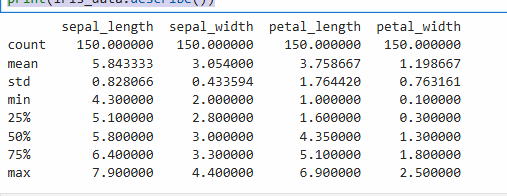 print(iris_data.describe())
sepal_length sepal_width petal_length petal_width
count 150.000000 150.000000 150.000000 150.000000
mean 5.843333 3.054000 3.758667 1.198667
std 0.828066 0.433594 1.764420 0.763161
min 4.300000 2.000000 1.000000 0.100000
25% 5.100000 2.800000 1.600000 0.300000
50% 5.800000 3.000000 4.350000 1.300000
75% 6.400000 3.300000 5.100000 1.800000
max 7.900000 4.400000 6.900000 2.500000